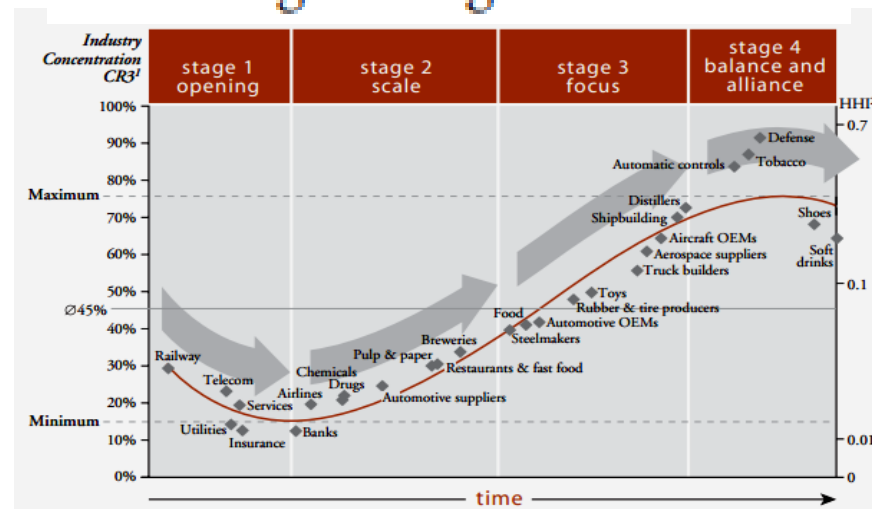 Industry
Concentration
CR3¹
stage 1
opening
stage 2
scale
stage 3
focus
stage 4
balance and
alliance
100%
90%
80%
Maximum
70%
60%
50%
Ø45%
40%
30%
20%
Minimum
10%
0%
0.7
0.1
0.01
0
Defense
Tobacco
Automatic controls
Distillers
Shipbuilding
Shoes
Soft
drinks
Aircraft OEMs
Aerospace suppliers
Truck builders
Toys
Rubber & tire producers
Food
Automotive OEMs
Steelmakers
Breweries
Pulp & paper
Restaurants & fast food
Railway
Telecom
Chemicals
Drugs
Airlines
Automotive suppliers
Services
Utilities
Insurance
Banks
time